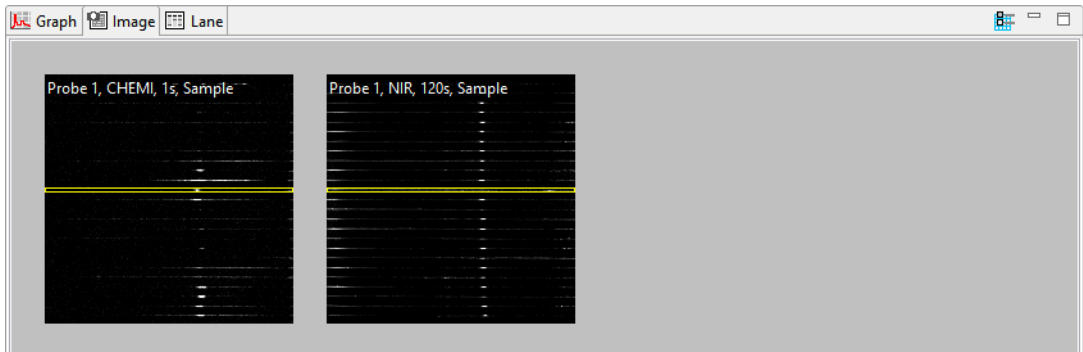 Graph Image Lane
Probe 1, CHEMI, 1s, Sample
Probe 1, NIR, 120s, Sample